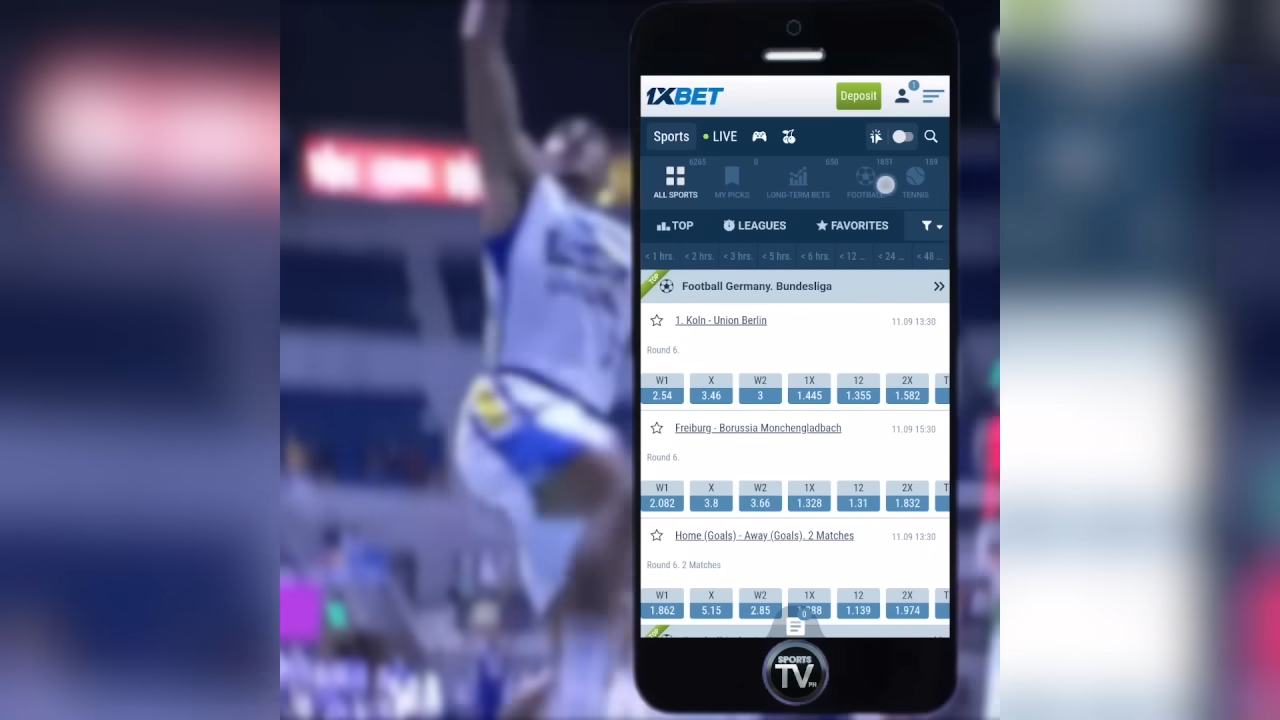 1XBET
Deposit
1
Sports
LIVE
6265
0
650
1851
189
ALL SPORTS
MY PICKS
LONG-TERM BETS
FOOTBALL
TENNIS
TOP
LEAGUES
FAVORITES
< 1 hrs.
< 2 hrs.
< 3 hrs.
< 5 hrs.
< 6 hrs.
< 12 ...
< 24 ...
< 48 ...
TOP
Football Germany. Bundesliga
1. Koln - Union Berlin
11.09 13:30
Round 6.
W1 X W2 1X 12 2X T
2.54 3.46 3 1.445 1.355 1.582
Freiburg - Borussia Monchengladbach
11.09 15:30
Round 6.
W1 X W2 1X 12 2X T
2.082 3.8 3.66 1.328 1.31 1.832
Home (Goals) - Away (Goals). 2 Matches
11.09 13:30
Round 6. 2 Matches
W1 X W2 1X 12 2X T
1.862 5.15 2.85 1.139 1.974
0
TOP
SPORTS
TV PH